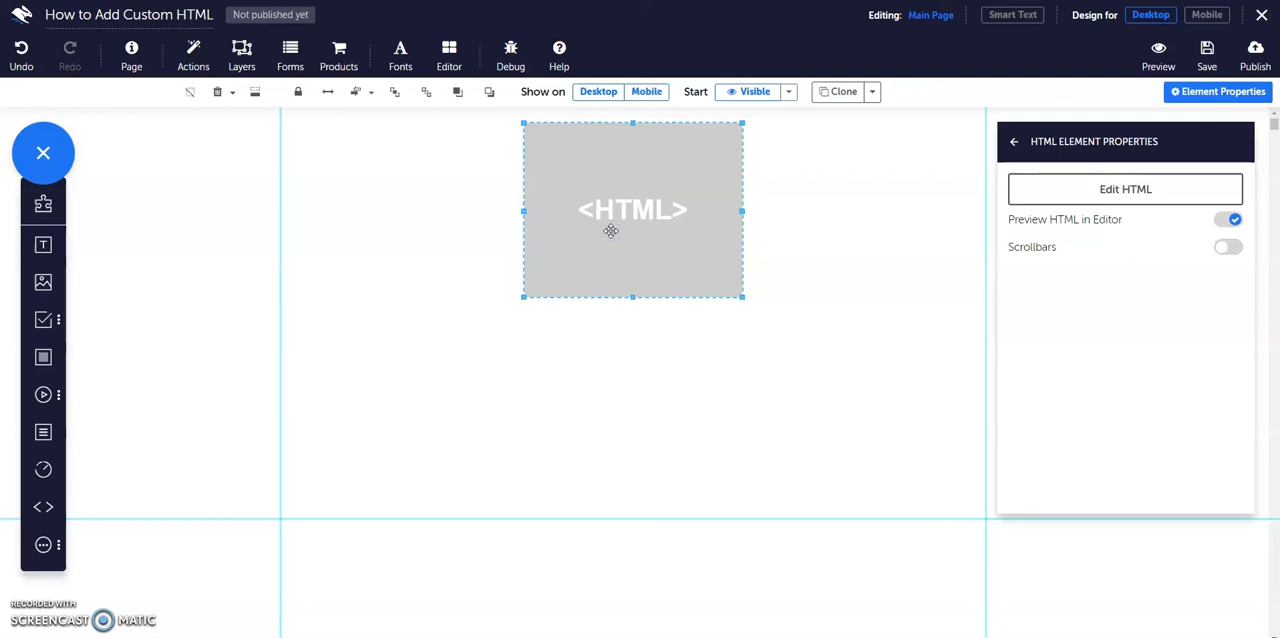 How to Add Custom HTML
Not published yet
Editing: Main Page
Smart Text
Design for
Desktop
Mobile
Undo
Redo
Page
Actions
Layers
Forms
Products
Fonts
Editor
Debug
Help
Preview
Save
Publish
Show on
Desktop
Mobile
Start
Visible
Clone
Element Properties
HTML ELEMENT PROPERTIES
Edit HTML
Preview HTML in Editor
Scrollbars
<HTML>
T
RECORDED WITH
SCREENCAST MATIC